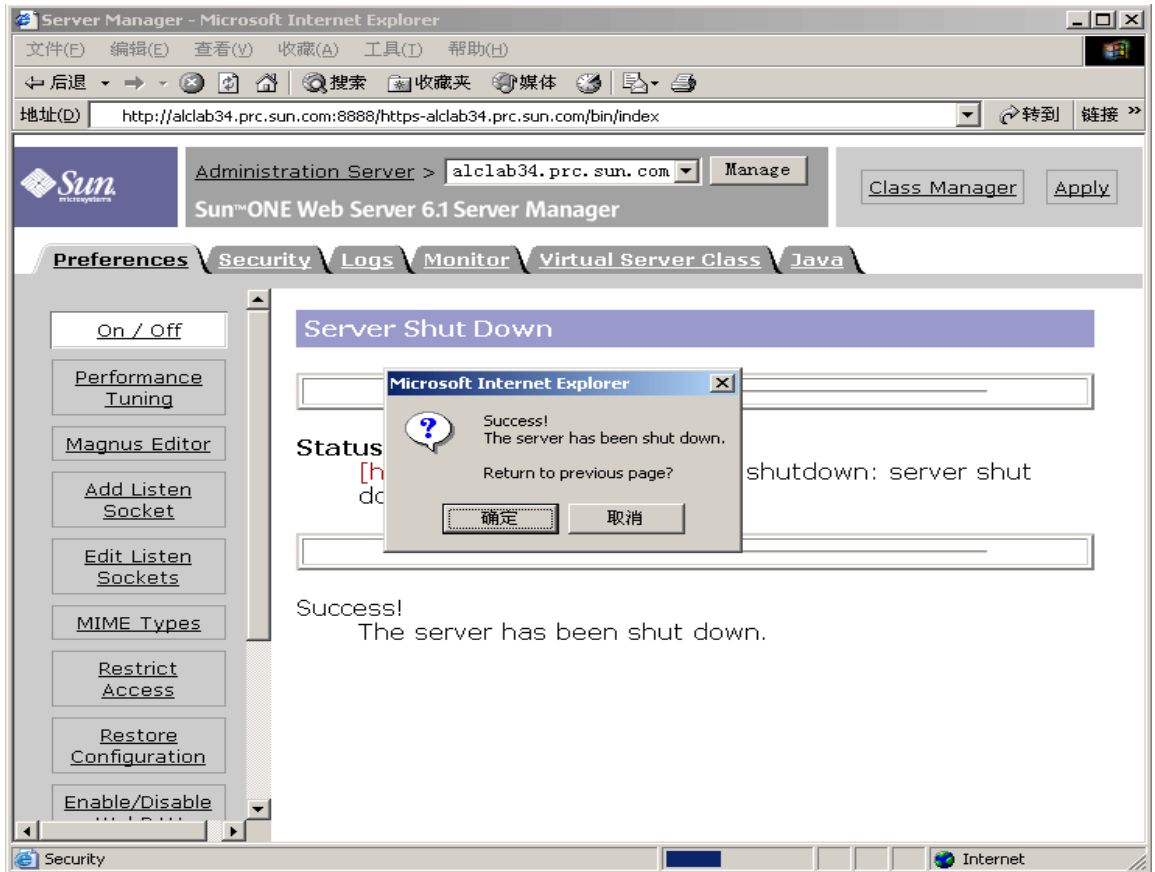 Server Manager - Microsoft Internet Explorer
文件(F) 编辑(E) 查看(V) 收藏(A) 工具(T) 帮助(H)
后退 搜索 收藏夹 媒体
地址(D) http://alclab34.prc.sun.com:8888/https-alclab34.prc.sun.com/bin/index 转到 链接 »
Sun microsystems
Administration Server > alclab34.prc.sun.com Manage
Class Manager Apply
Sun™ONE Web Server 6.1 Server Manager
Preferences Security Logs Monitor Virtual Server Class Java
On / Off
Performance
Tuning
Magnus Editor
Add Listen
Socket
Edit Listen
Sockets
MIME Types
Restrict
Access
Restore
Configuration
Enable/Disable
Server Shut Down
Microsoft Internet Explorer
Success!
The server has been shut down.
Return to previous page?
确定 取消
Status
[h shutdown: server shut
do
Success!
The server has been shut down.
Security Internet